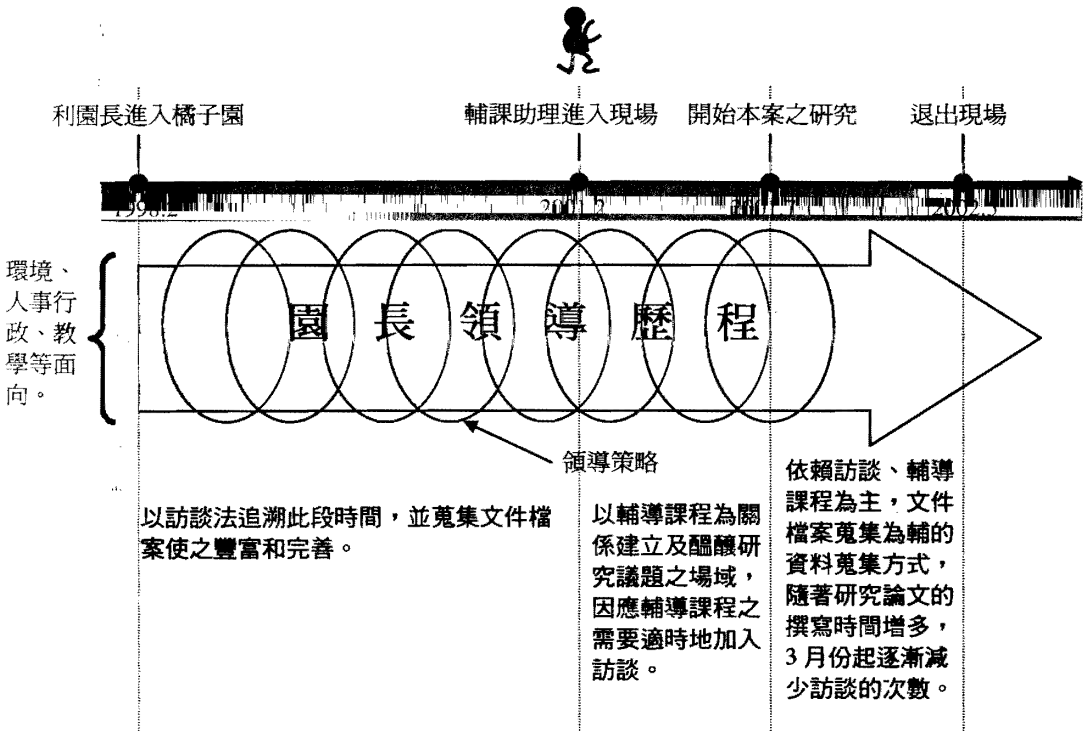 利園長進入橘子園
輔課助理進入現場
開始本案之研究
退出現場
1998.2
2001.2
環境、
人事行
政、教
學等面
向。
園長領導歷程
領導策略
以訪談法追溯此段時間，並蒐集文件檔
案使之豐富和完善。
以輔導課程為關
係建立及醞釀研
究議題之場域，
因應輔導課程之
需要適時地加入
訪談。
依賴訪談、輔導
課程為主，文件
檔案蒐集為輔的
資料蒐集方式，
隨著研究論文的
撰寫時間增多，
3 月份起逐漸減
少訪談的次數。